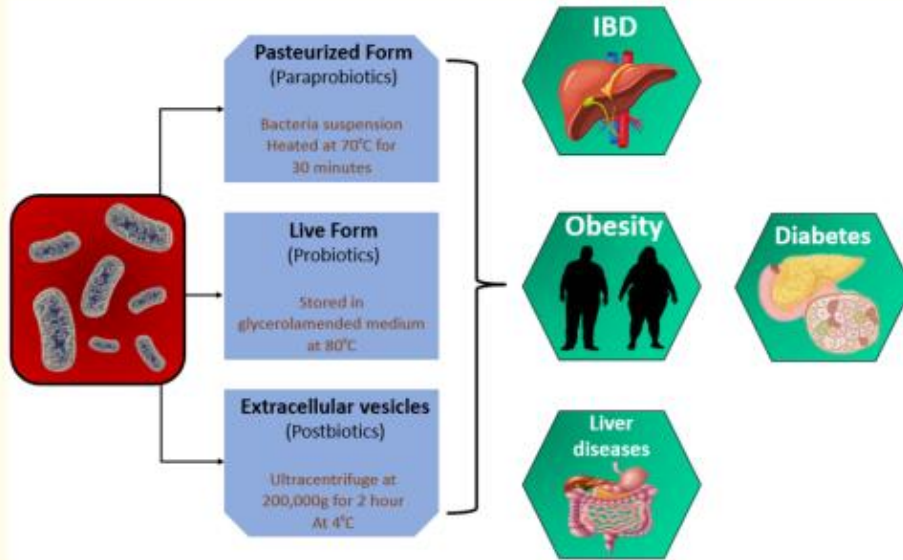 Pasteurized Form
(Paraprobiotics)
Bacteria suspension
Heated at 70°C for
30 minutes
Live Form
(Probiotics)
Stored in
glycerolamended medium
at 80°C
Extracellular vesicles
(Postbiotics)
Ultracentrifuge at
200,000g for 2 hour
At 4°C
IBD
Obesity
Diabetes
Liver
diseases